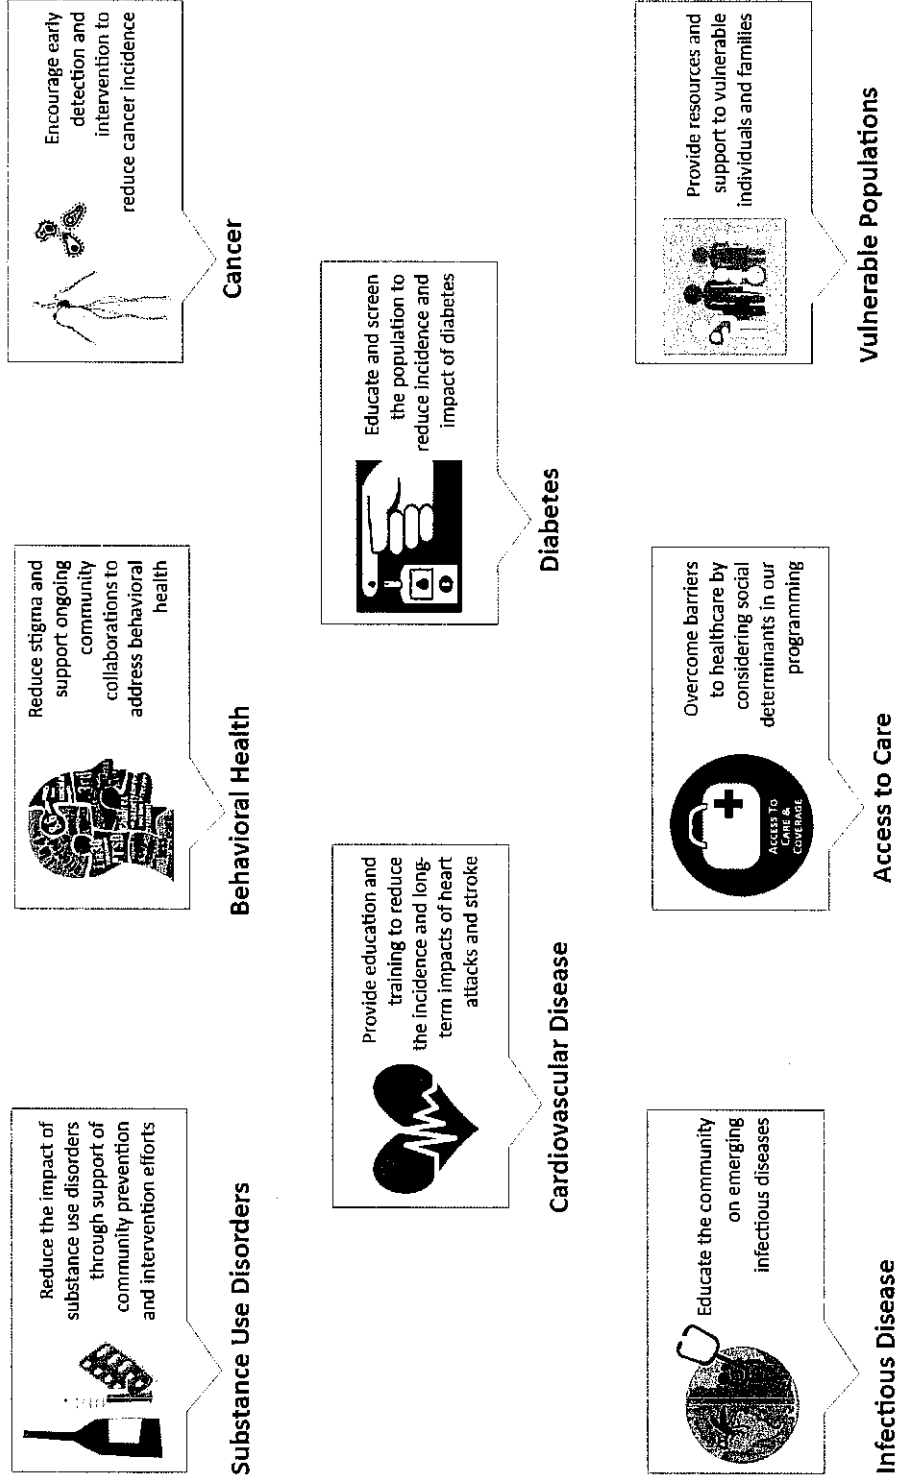 Reduce the impact of
substance use disorders
through support of
community prevention
and intervention efforts
Substance Use Disorders
Reduce stigma and
support ongoing
community
collaborations to
address behavioral
health
Behavioral Health
Encourage early
detection and
intervention to
reduce cancer incidence
Cancer
Provide education and
training to reduce
the incidence and long-
term impacts of heart
attacks and stroke
Cardiovascular Disease
Educate and screen
the population to
reduce incidence and
impact of diabetes
Diabetes
Educate the community
on emerging
infectious diseases
Infectious Disease
ACCESS TO
CARE &
COVERAGE
Overcome barriers
to healthcare by
considering social
determinants in our
programming
Access to Care
Provide resources and
support to vulnerable
individuals and families
Vulnerable Populations